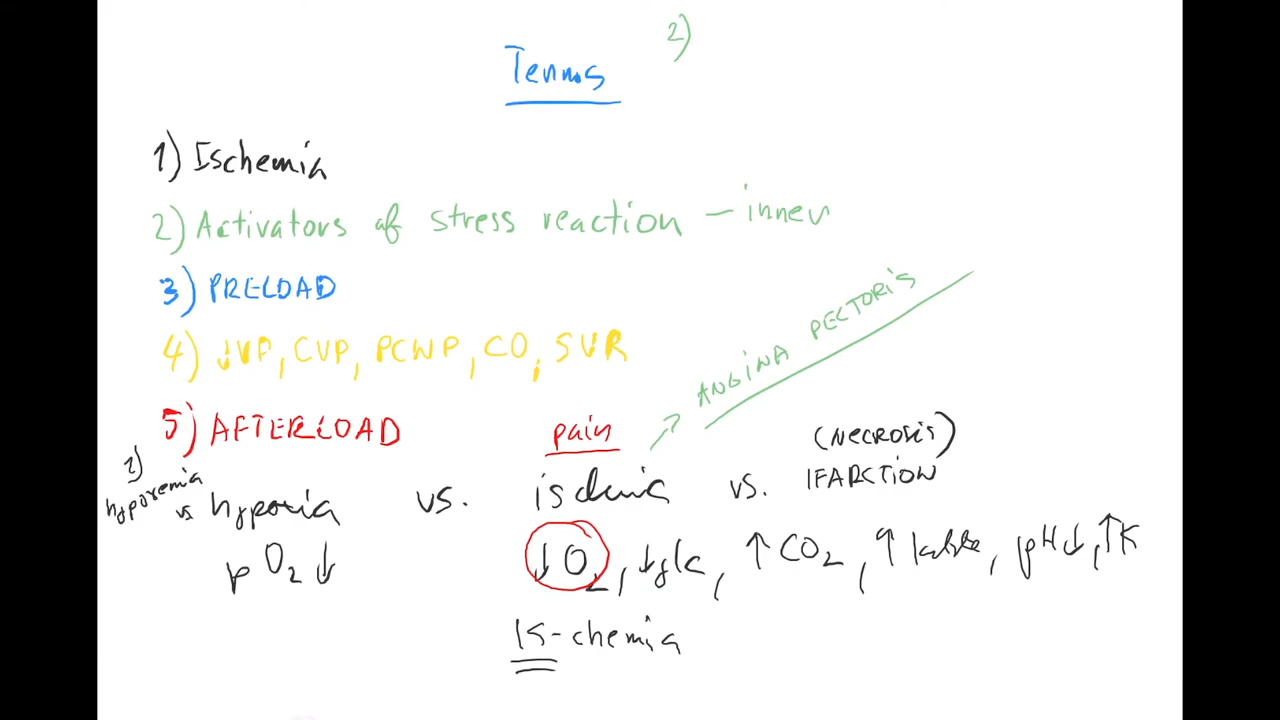 2)
Terms
1) Ischemia
2) Activators of stress reaction – inner
3) PRELOAD
4) JVP, CVP, PCWP, CO, SVR
ANGINA PECTORIS
5) AFTERLOAD
pain
(NECROSIS)
1)
hypoxemia vs hypoxia vs. ischemia vs. IFARCTION
pO2 ↓
↓O2, ↓glc, ↑CO2, ↑lactate, pH↓, ↑K
IS-chemia